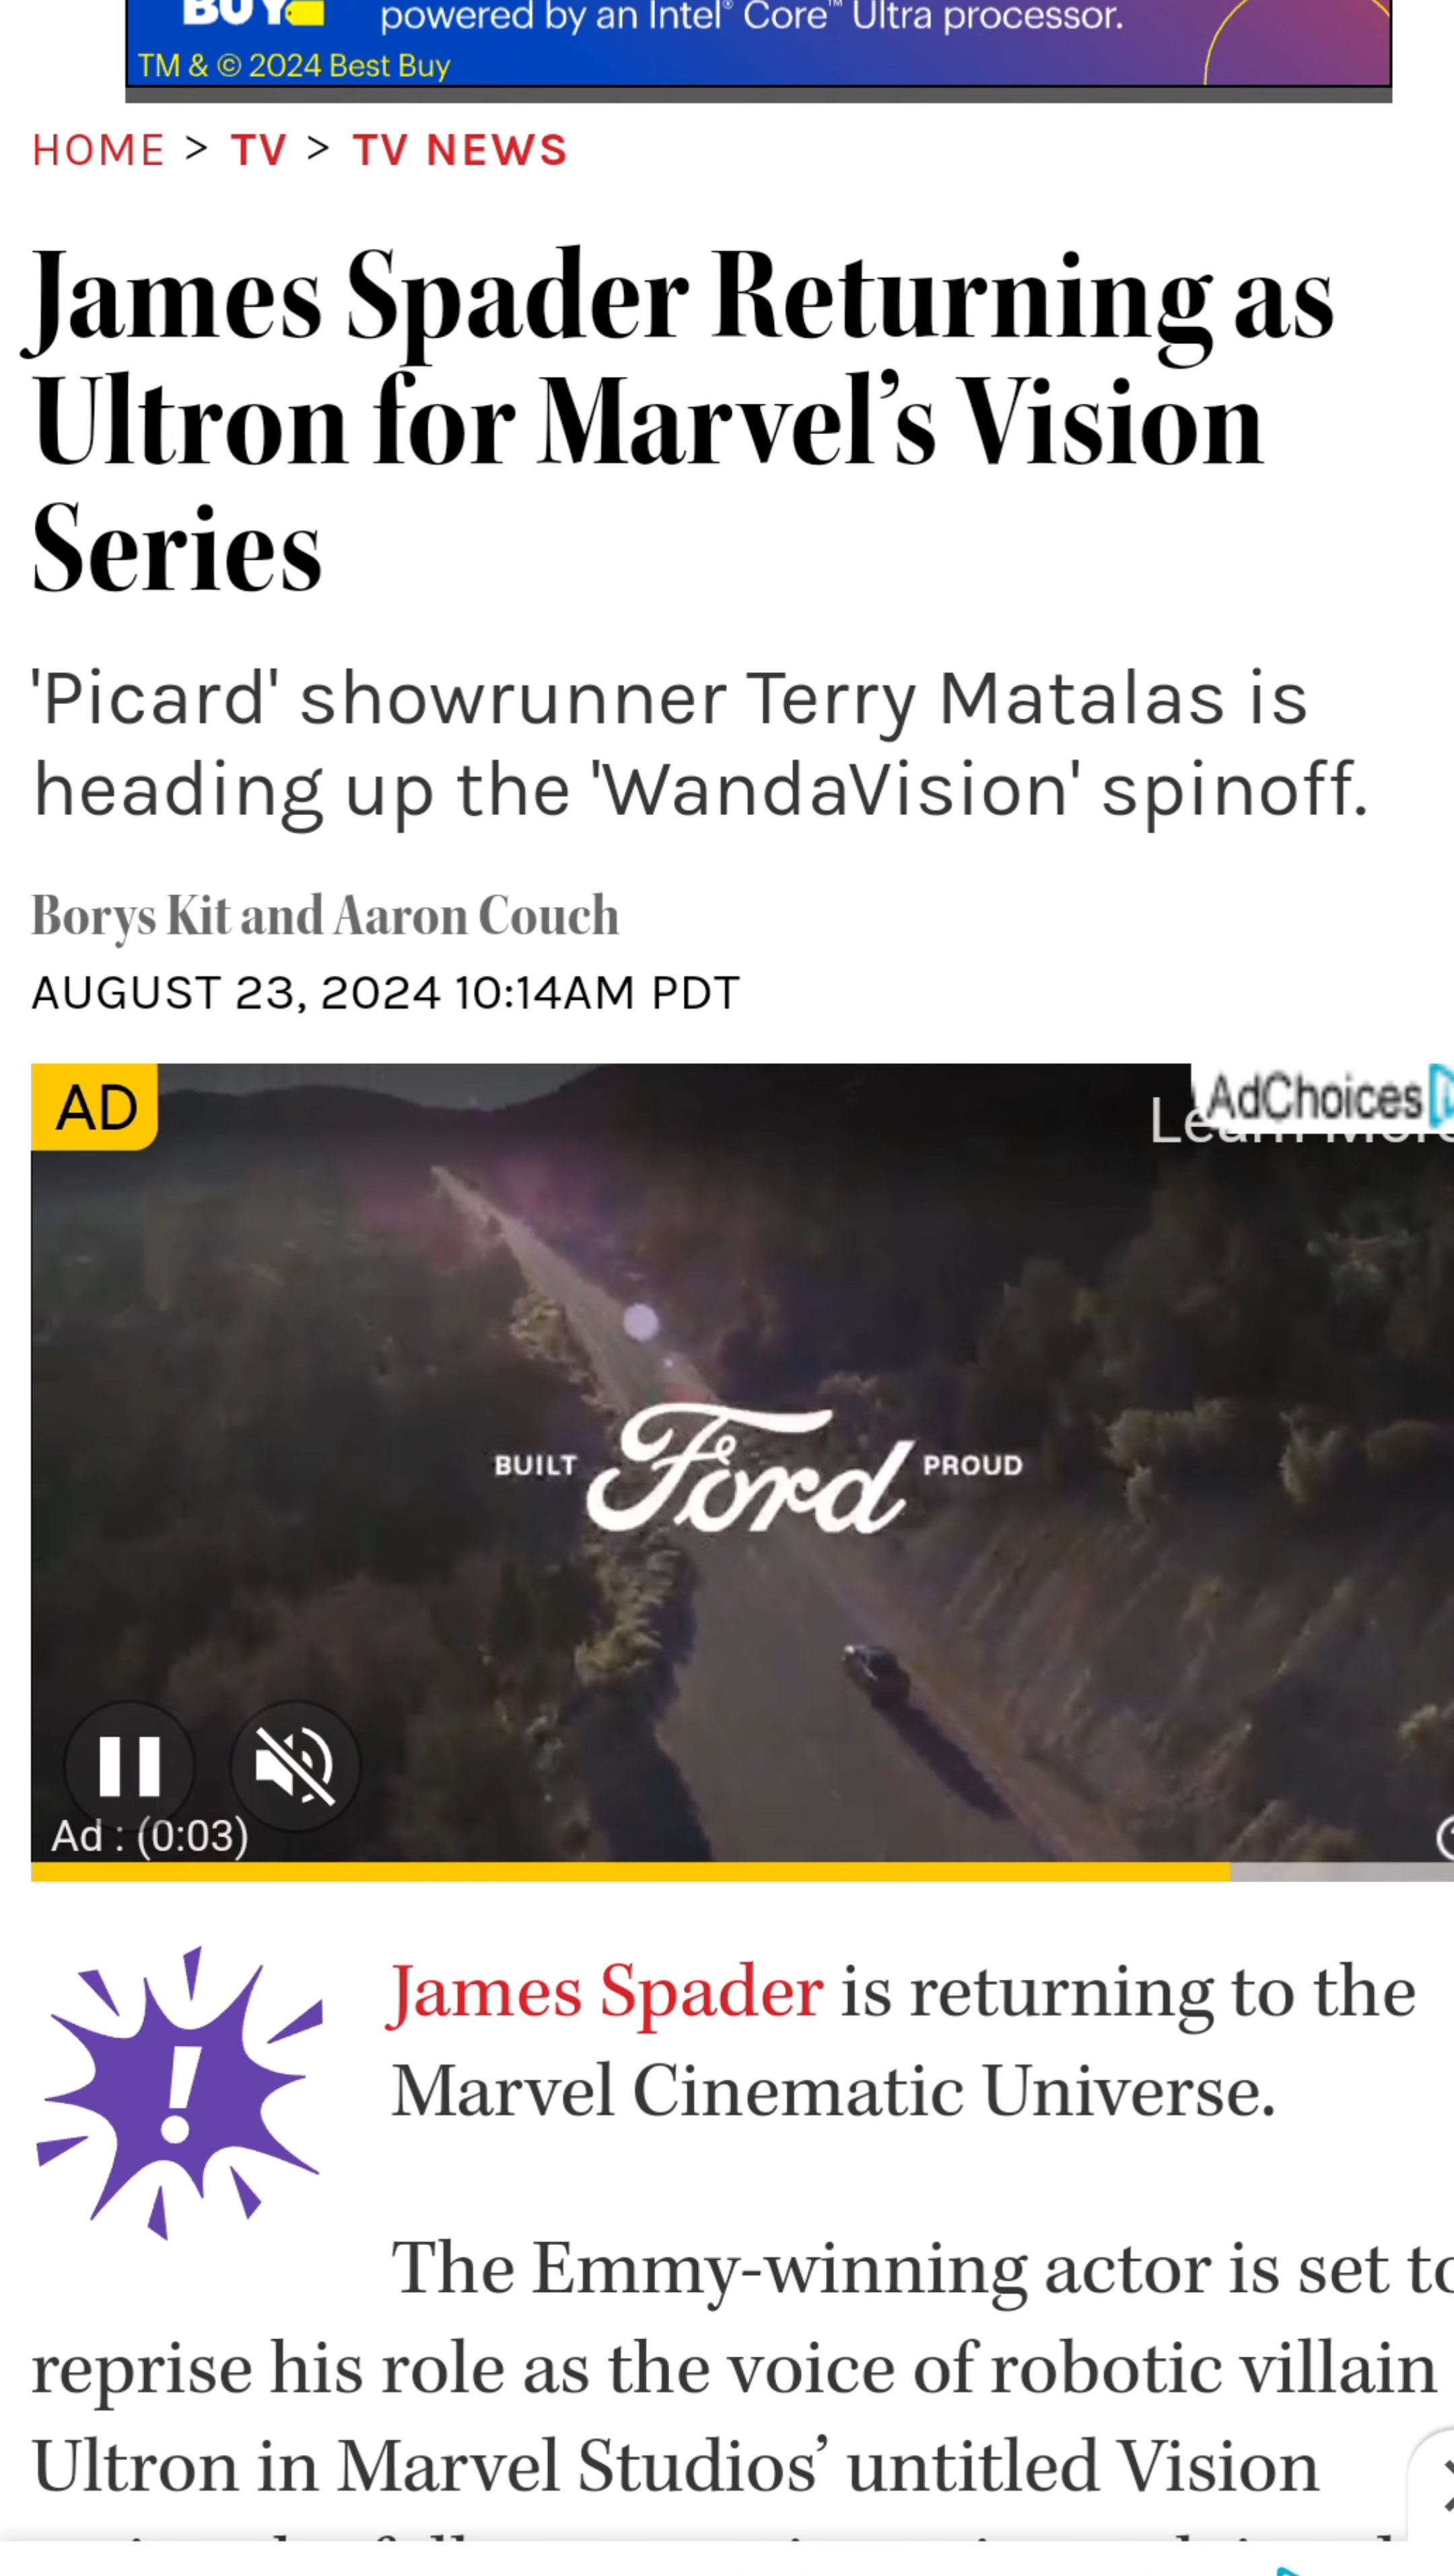 BUY
powered by an Intel® Core™ Ultra processor.
TM & © 2024 Best Buy
HOME > TV > TV NEWS
James Spader Returning as
Ultron for Marvel’s Vision
Series
'Picard' showrunner Terry Matalas is
heading up the 'WandaVision' spinoff.
Borys Kit and Aaron Couch
AUGUST 23, 2024 10:14AM PDT
AD
AdChoices
Learn More
BUILT Ford PROUD
Ad : (0:03)
!
James Spader is returning to the
Marvel Cinematic Universe.
The Emmy-winning actor is set to
reprise his role as the voice of robotic villain
Ultron in Marvel Studios’ untitled Vision